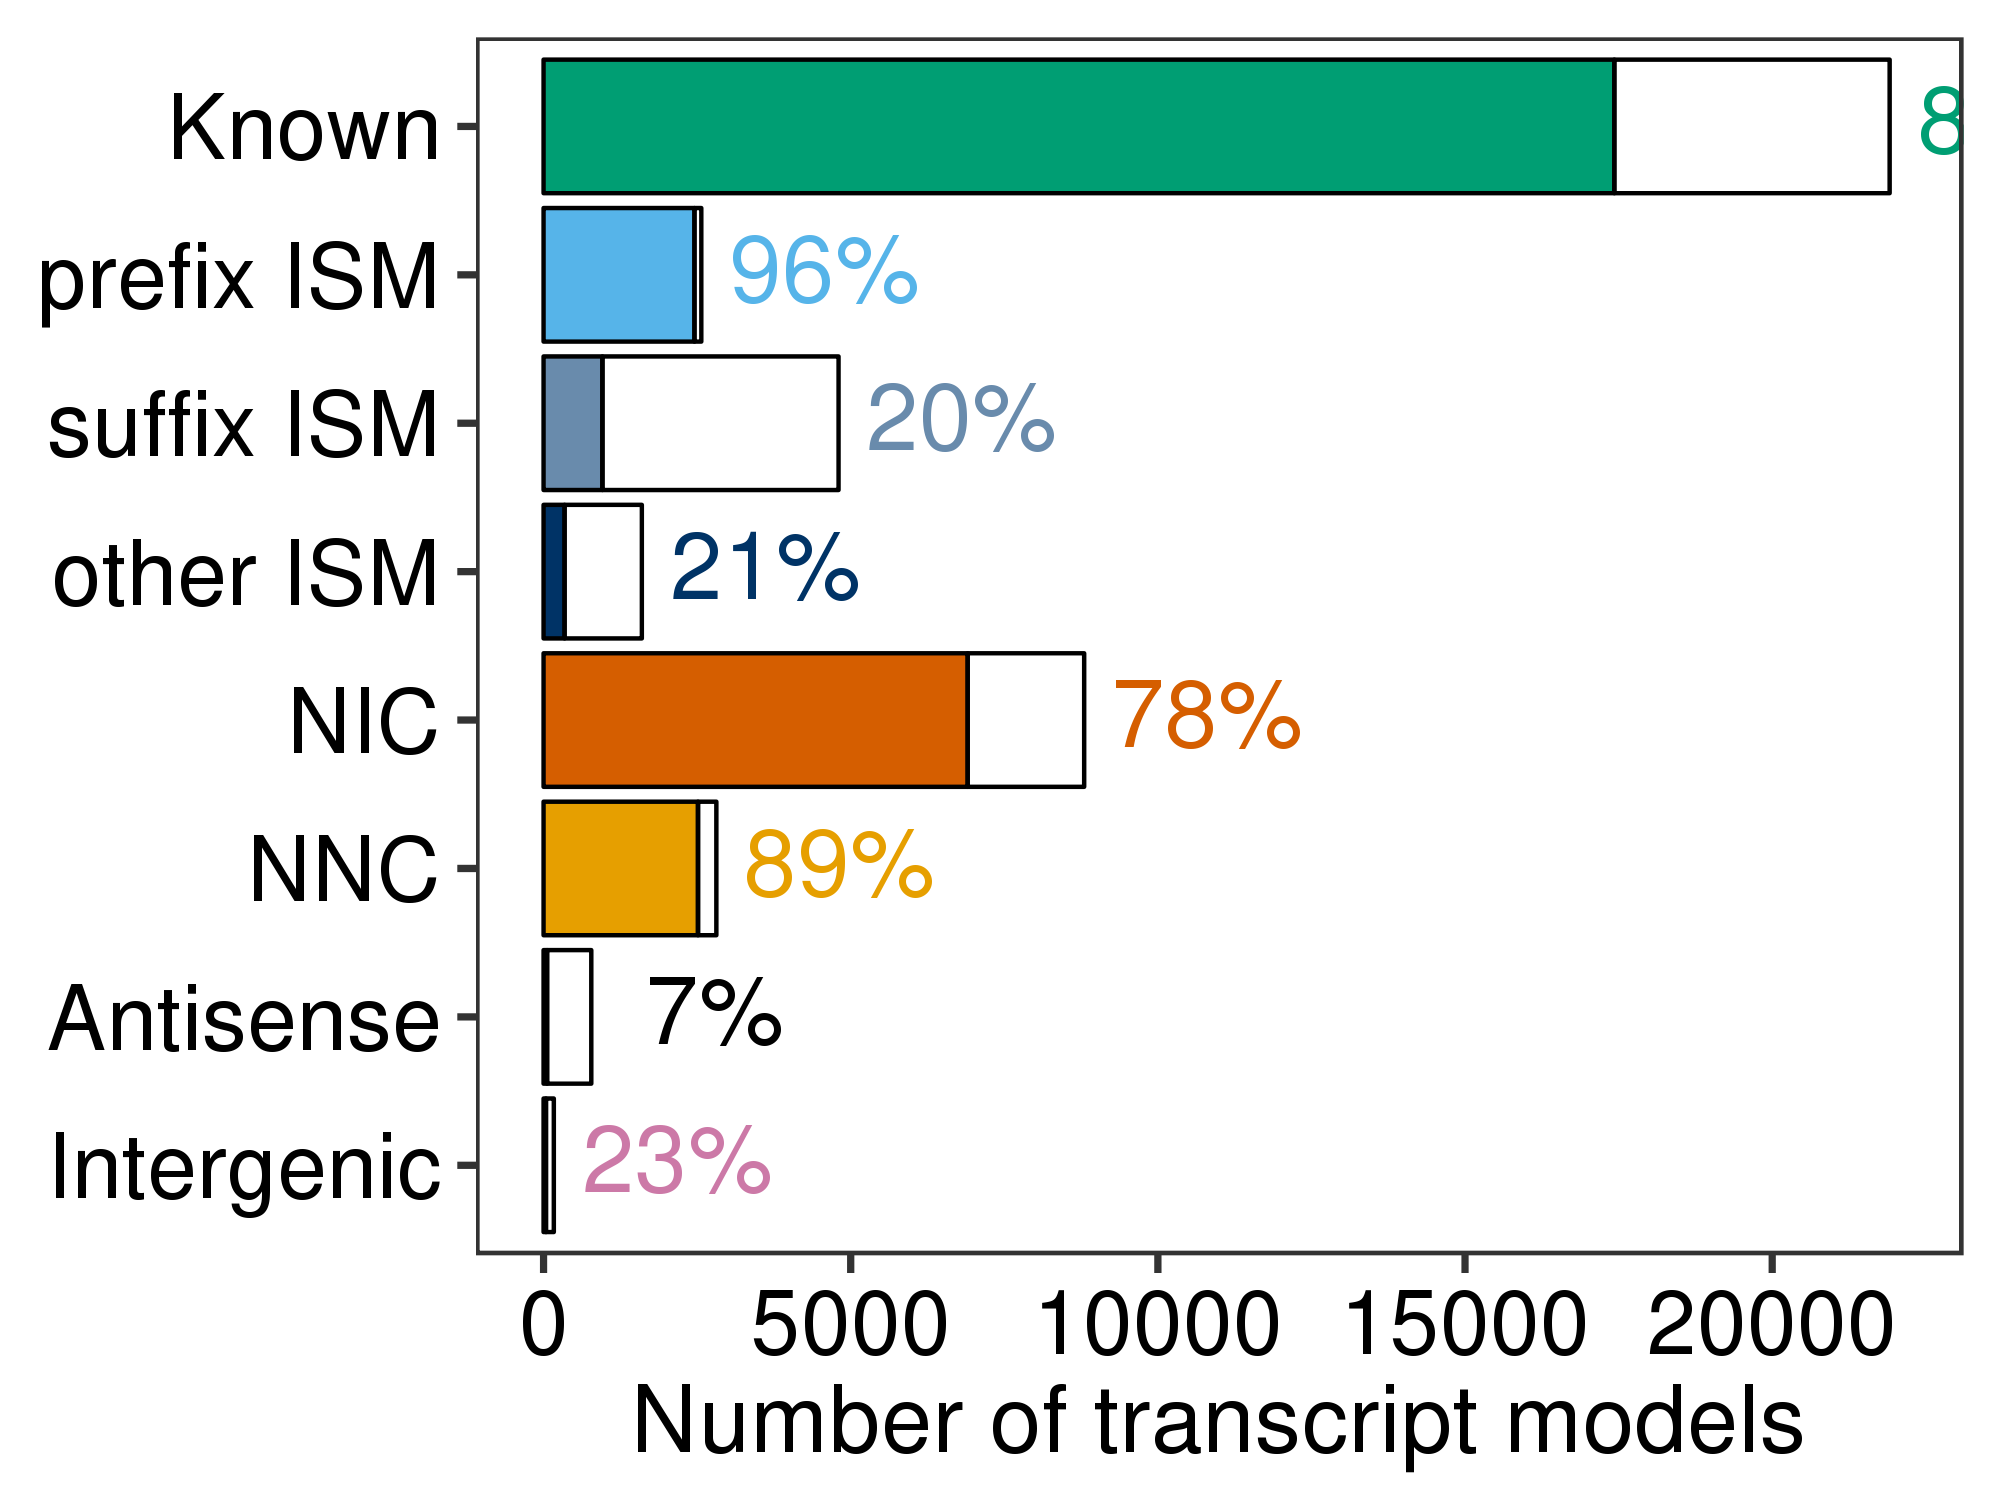 Known 8
prefix ISM 96%
suffix ISM 20%
other ISM 21%
NIC 78%
NNC 89%
Antisense 7%
Intergenic 23%
0 5000 10000 15000 20000
Number of transcript models